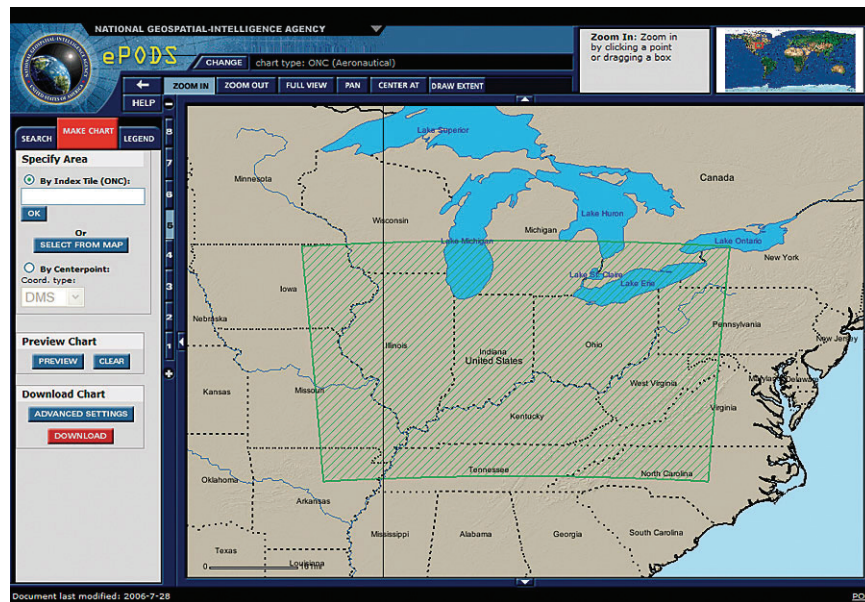 NATIONAL GEOSPATIAL-INTELLIGENCE AGENCY
ePODS
CHANGE
chart type: ONC (Aeronautical)
Zoom In: Zoom in
by clicking a point
or dragging a box
ZOOM IN
ZOOM OUT
FULL VIEW
PAN
CENTER AT
DRAW EXTENT
HELP
SEARCH
MAKE CHART
LEGEND
Specify Area
By Index Tile (ONC):
OK
Or
SELECT FROM MAP
By Centerpoint:
Coord. type:
DMS
Preview Chart
PREVIEW
CLEAR
Download Chart
ADVANCED SETTINGS
DOWNLOAD
8
7
6
5
4
3
2
1
Lake Superior
Minnesota
Canada
Wisconsin
Lake Huron
Michigan
Lake Michigan
Lake Ontario
New York
Lake St. Claire
Lake Erie
Iowa
Nebraska
Pennsylvania
New Jersey
Illinois
Indiana
Ohio
United States
Maryland
Delaware
West Virginia
Kansas
Missouri
Virginia
Kentucky
Tennessee
North Carolina
Oklahoma
Arkansas
Mississippi
Alabama
Georgia
South Carolina
Texas
Louisiana
0
Document last modified: 2006-7-28